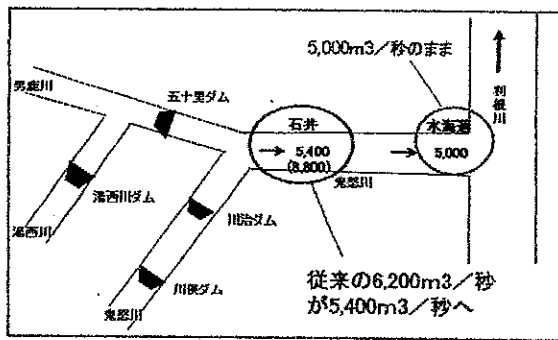 5,000m3/秒のまま
利根川
男鹿川
五十里ダム
石井
5,400
(8,800)
水海道
5,000
鬼怒川
湯西川ダム
湯西川
川治ダム
川俣ダム
鬼怒川
従来の6,200m3/秒
が5,400m3/秒へ